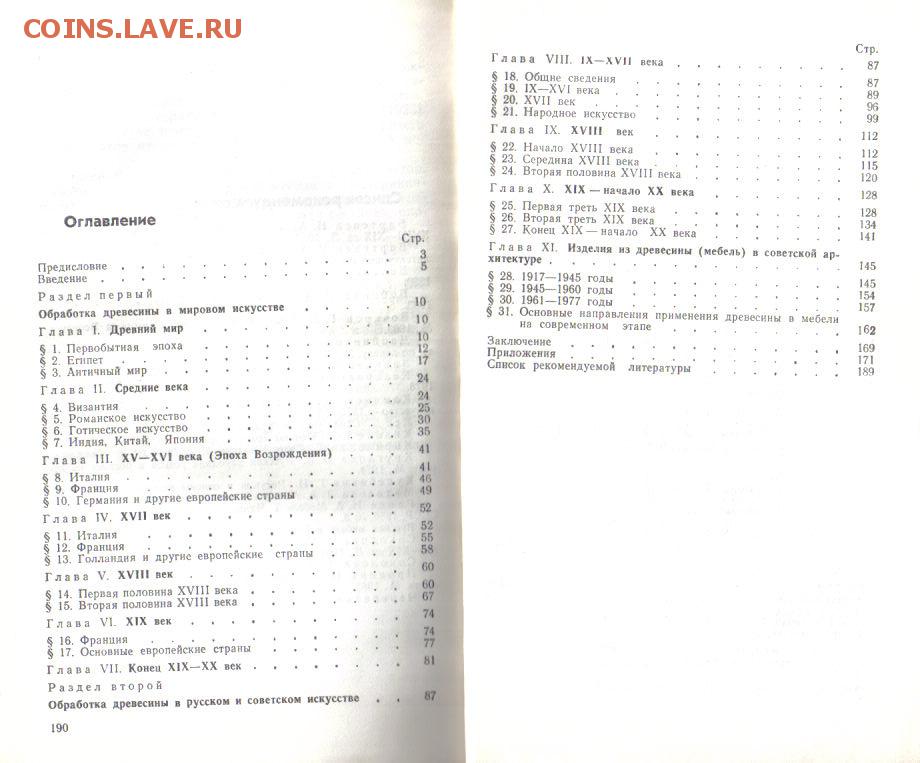 COINS.LAVE.RU
Оглавление
Стр.
Предисловие . . . . . . . . . . . . . 3
Введение . . . . . . . . . . . . . 5
Раздел первый
Обработка древесины в мировом искусстве . . . . 10
Глава I. Древний мир . . . . . . . . . 10
§ 1. Первобытная эпоха . . . . . . . . . 10
§ 2. Египет . . . . . . . . . . . . 12
§ 3. Античный мир . . . . . . . . . . . 17
Глава II. Средние века . . . . . . . . . 24
§ 4. Византия . . . . . . . . . . . 24
§ 5. Романское искусство . . . . . . . . . 25
§ 6. Готическое искусство . . . . . . . . . 30
§ 7. Индия, Китай, Япония . . . . . . . . 35
Глава III. XV—XVI века (Эпоха Возрождения) . . . . 41
§ 8. Италия . . . . . . . . . . . . 41
§ 9. Франция . . . . . . . . . . . . 46
§ 10. Германия и другие европейские страны . . . . . 49
Глава IV. XVII век . . . . . . . . . . 52
§ 11. Италия . . . . . . . . . . . 52
§ 12. Франция . . . . . . . . . . . 55
§ 13. Голландия и другие европейские страны . . . . 58
Глава V. XVIII век . . . . . . . . . . 60
§ 14. Первая половина XVIII века . . . . . . . 60
§ 15. Вторая половина XVIII века . . . . . . . 67
Глава VI. XIX век . . . . . . . . . . 74
§ 16. Франция . . . . . . . . . . . 74
§ 17. Основные европейские страны . . . . . . 77
Глава VII. Конец XIX—XX век . . . . . . . 81
Раздел второй
Обработка древесины в русском и советском искусстве . . 87
190
Стр.
Глава VIII. IX—XVII века . . . . . . . . 87
§ 18. Общие сведения . . . . . . . . . . 87
§ 19. IX—XVI века . . . . . . . . . . 89
§ 20. XVII век . . . . . . . . . . . 96
§ 21. Народное искусство . . . . . . . . . 99
Глава IX. XVIII век . . . . . . . . . 112
§ 22. Начало XVIII века . . . . . . . . . 112
§ 23. Середина XVIII века . . . . . . . . . 115
§ 24. Вторая половина XVIII века . . . . . . . 120
Глава X. XIX — начало XX века . . . . . . 128
§ 25. Первая треть XIX века . . . . . . . . 128
§ 26. Вторая треть XIX века . . . . . . . . 134
§ 27. Конец XIX — начало XX века . . . . . . . 141
Глава XI. Изделия из древесины (мебель) в советской ар-
хитектуре . . . . . . . . . . . . . 145
§ 28. 1917—1945 годы . . . . . . . . . . 145
§ 29. 1945—1960 годы . . . . . . . . . . 154
§ 30. 1961—1977 годы . . . . . . . . . . 157
§ 31. Основные направления применения древесины в мебели
на современном этапе . . . . . . . . 162
Заключение . . . . . . . . . . . . 169
Приложения . . . . . . . . . . . . 171
Список рекомендуемой литературы . . . . . . . 189